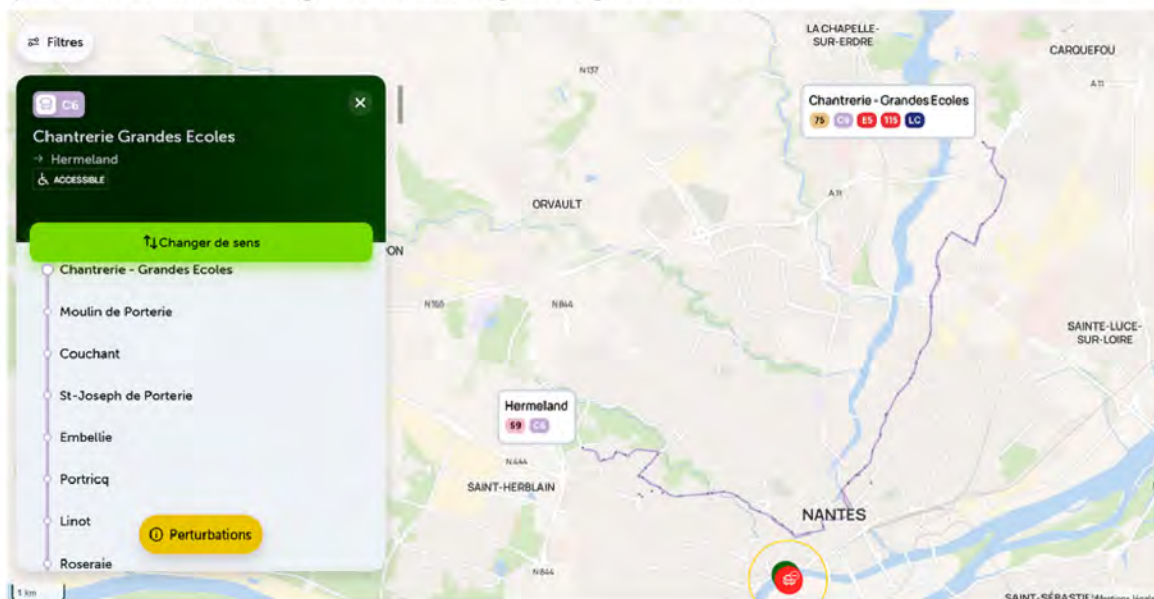 Filtres
C6
Chantrerie Grandes Ecoles
→ Hermeland
ACCESSIBLE
Changer de sens
Chantrerie - Grandes Ecoles
Moulin de Porterie
Couchant
St-Joseph de Porterie
Embellie
Portricq
Linot
Perturbations
Roseraie
1 km
LA CHAPELLE-
SUR-ERDRE
CARQUEFOU
N137
A11
Chantrerie - Grandes Ecoles
75 C6 E5 115 LC
A11
ORVAULT
ON
N165
N844
SAINTE-LUCE-
SUR-LOIRE
Hermeland
59 C6
N444
SAINT-HERBLAIN
NANTES
N844